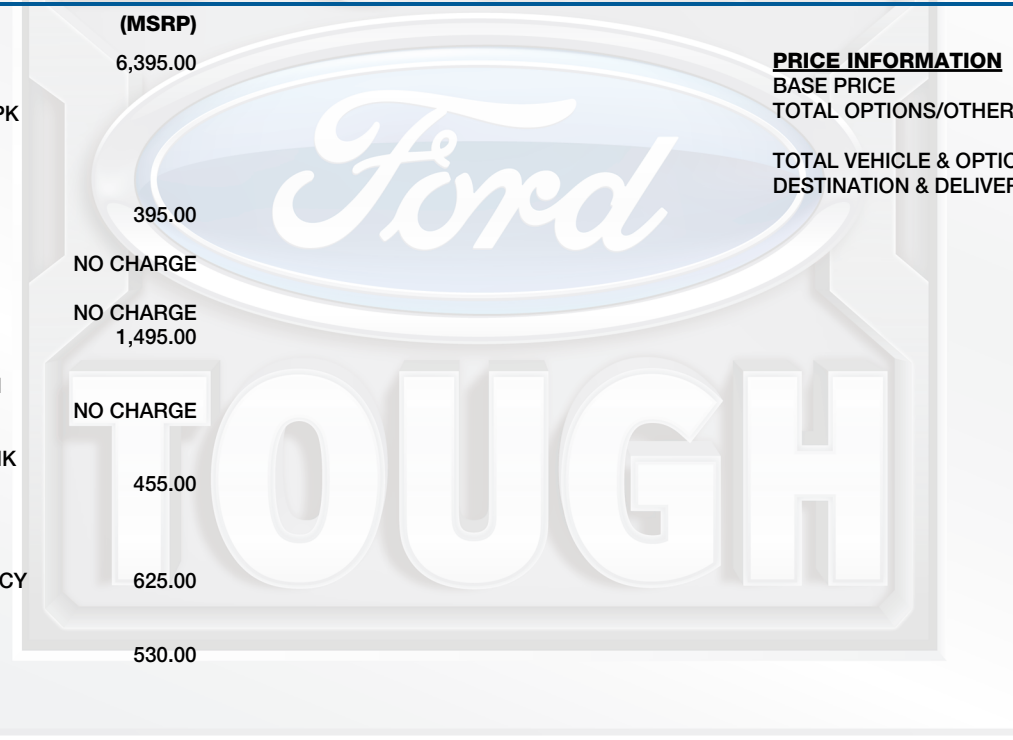 (MSRP)
6,395.00
PK
395.00
NO CHARGE
NO CHARGE
1,495.00
NO CHARGE
IK
455.00
CY
625.00
530.00
PRICE INFORMATION
BASE PRICE
TOTAL OPTIONS/OTHER
TOTAL VEHICLE & OPTIO
DESTINATION & DELIVER
Ford
TOUGH